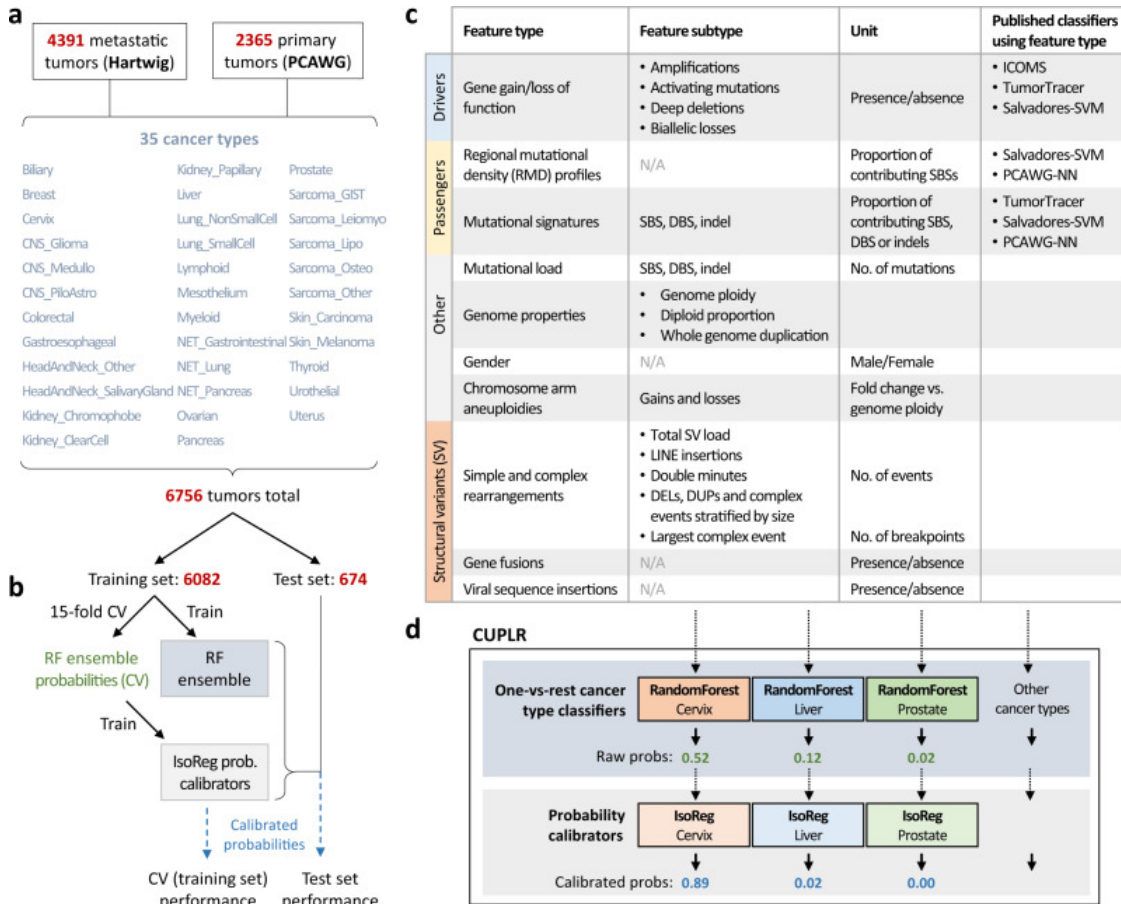 a
4391 metastatic
tumors (Hartwig)
2365 primary
tumors (PCAWG)
35 cancer types
Biliary
Breast
Cervix
CNS_Glioma
CNS_Medullo
CNS_PiloAstro
Colorectal
Gastroesophageal
HeadAndNeck_Other
HeadAndNeck_SalivaryGland
Kidney_Chromophobe
Kidney_ClearCell
Kidney_Papillary
Liver
Lung_NonSmallCell
Lung_SmallCell
Lymphoid
Mesothelium
Myeloid
NET_Gastrointestinal
NET_Lung
NET_Pancreas
Ovarian
Pancreas
Prostate
Sarcoma_GIST
Sarcoma_Leiomyo
Sarcoma_Lipo
Sarcoma_Osteo
Sarcoma_Other
Skin_Carcinoma
Skin_Melanoma
Thyroid
Urothelial
Uterus
6756 tumors total
Training set: 6082
Test set: 674
b
15-fold CV
Train
RF ensemble
probabilities (CV)
RF
ensemble
Train
IsoReg prob.
calibrators
Calibrated
probabilities
CV (training set)
performance
Test set
performance
c
Feature type
Feature subtype
Unit
Published classifiers
using feature type
Drivers
Gene gain/loss of
function
• Amplifications
• Activating mutations
• Deep deletions
• Biallelic losses
Presence/absence
• ICOMS
• TumorTracer
• Salvadores-SVM
Passengers
Regional mutational
density (RMD) profiles
N/A
Proportion of
contributing SBSs
• Salvadores-SVM
• PCAWG-NN
Mutational signatures
SBS, DBS, indel
Proportion of
contributing SBS,
DBS or indels
• TumorTracer
• Salvadores-SVM
• PCAWG-NN
Other
Mutational load
SBS, DBS, indel
No. of mutations
Genome properties
• Genome ploidy
• Diploid proportion
• Whole genome duplication
Gender
N/A
Male/Female
Chromosome arm
aneuploidies
Gains and losses
Fold change vs.
genome ploidy
Structural variants (SV)
Simple and complex
rearrangements
• Total SV load
• LINE insertions
• Double minutes
• DELs, DUPs and complex
events stratified by size
• Largest complex event
No. of events
No. of breakpoints
Gene fusions
N/A
Presence/absence
Viral sequence insertions
N/A
Presence/absence
d
CUPLR
One-vs-rest cancer
type classifiers
RandomForest
Cervix
RandomForest
Liver
RandomForest
Prostate
Other
cancer types
Raw probs: 0.52 0.12 0.02
Probability
calibrators
IsoReg
Cervix
IsoReg
Liver
IsoReg
Prostate
Calibrated probs: 0.89 0.02 0.00